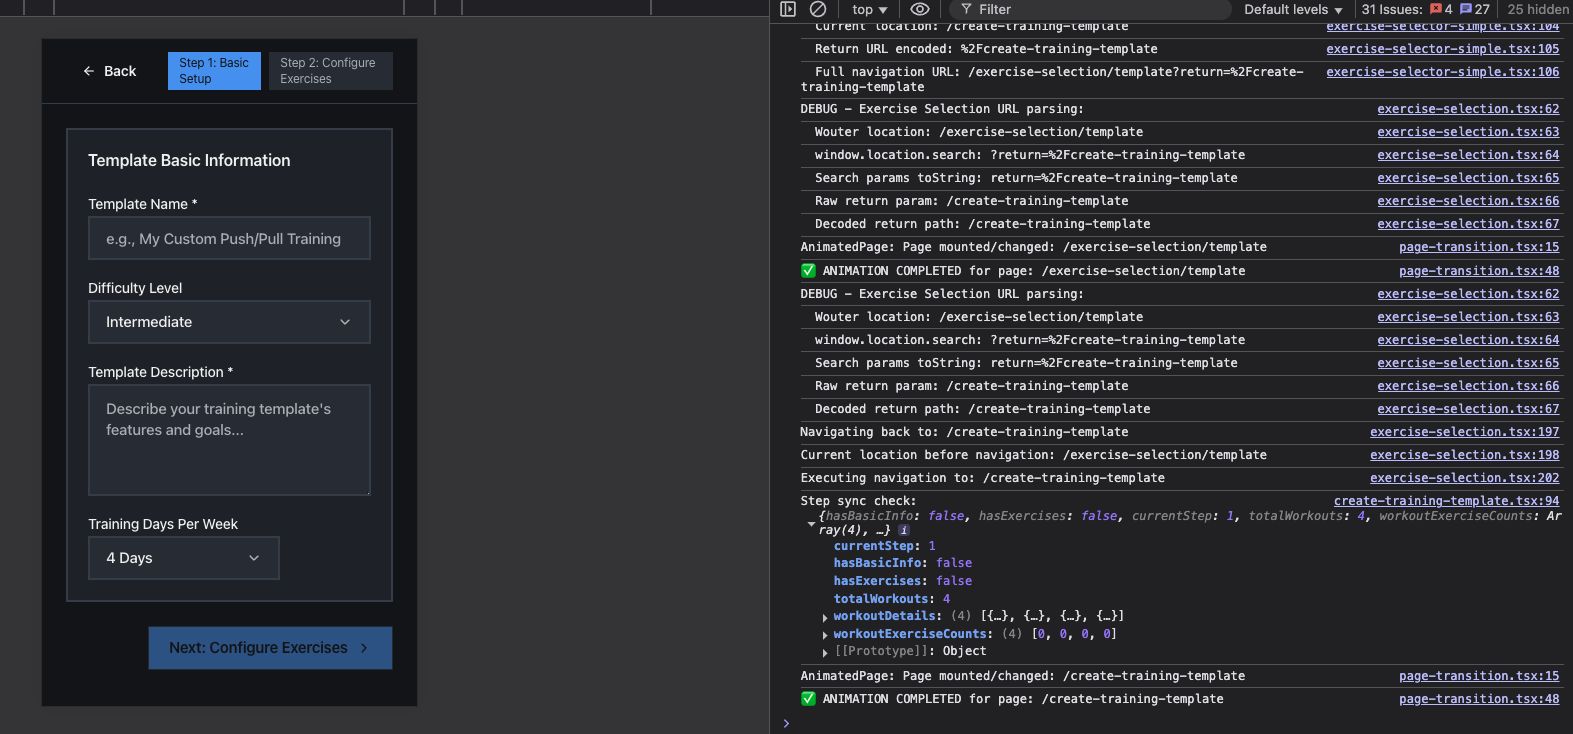 Back
Step 1: Basic
Setup
Step 2: Configure
Exercises
Template Basic Information
Template Name *
e.g., My Custom Push/Pull Training
Difficulty Level
Intermediate
Template Description *
Describe your training template's
features and goals...
Training Days Per Week
4 Days
Next: Configure Exercises
top
Filter
Default levels
31 Issues: 4 27
25 hidden
Current location: /create-training-template exercise-selector-simple.tsx:104
Return URL encoded: %2Fcreate-training-template exercise-selector-simple.tsx:105
Full navigation URL: /exercise-selection/template?return=%2Fcreate- exercise-selector-simple.tsx:106
training-template
DEBUG - Exercise Selection URL parsing: exercise-selection.tsx:62
Wouter location: /exercise-selection/template exercise-selection.tsx:63
window.location.search: ?return=%2Fcreate-training-template exercise-selection.tsx:64
Search params toString: return=%2Fcreate-training-template exercise-selection.tsx:65
Raw return param: /create-training-template exercise-selection.tsx:66
Decoded return path: /create-training-template exercise-selection.tsx:67
AnimatedPage: Page mounted/changed: /exercise-selection/template page-transition.tsx:15
✅ ANIMATION COMPLETED for page: /exercise-selection/template page-transition.tsx:48
DEBUG - Exercise Selection URL parsing: exercise-selection.tsx:62
Wouter location: /exercise-selection/template exercise-selection.tsx:63
window.location.search: ?return=%2Fcreate-training-template exercise-selection.tsx:64
Search params toString: return=%2Fcreate-training-template exercise-selection.tsx:65
Raw return param: /create-training-template exercise-selection.tsx:66
Decoded return path: /create-training-template exercise-selection.tsx:67
Navigating back to: /create-training-template exercise-selection.tsx:197
Current location before navigation: /exercise-selection/template exercise-selection.tsx:198
Executing navigation to: /create-training-template exercise-selection.tsx:202
Step sync check: create-training-template.tsx:94
{hasBasicInfo: false, hasExercises: false, currentStep: 1, totalWorkouts: 4, workoutExerciseCounts: Ar
ray(4), …} i
currentStep: 1
hasBasicInfo: false
hasExercises: false
totalWorkouts: 4
workoutDetails: (4) [{…}, {…}, {…}, {…}]
workoutExerciseCounts: (4) [0, 0, 0, 0]
[[Prototype]]: Object
AnimatedPage: Page mounted/changed: /create-training-template page-transition.tsx:15
✅ ANIMATION COMPLETED for page: /create-training-template page-transition.tsx:48